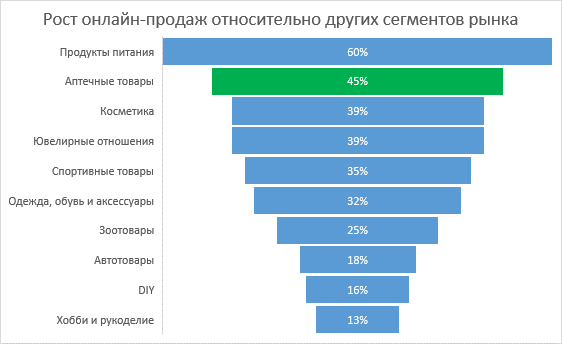 Рост онлайн-продаж относительно других сегментов рынка
Продукты питания 60%
Аптечные товары 45%
Косметика 39%
Ювелирные отношения 39%
Спортивные товары 35%
Одежда, обувь и аксессуары 32%
Зоотовары 25%
Автотовары 18%
DIY 16%
Хобби и рукоделие 13%